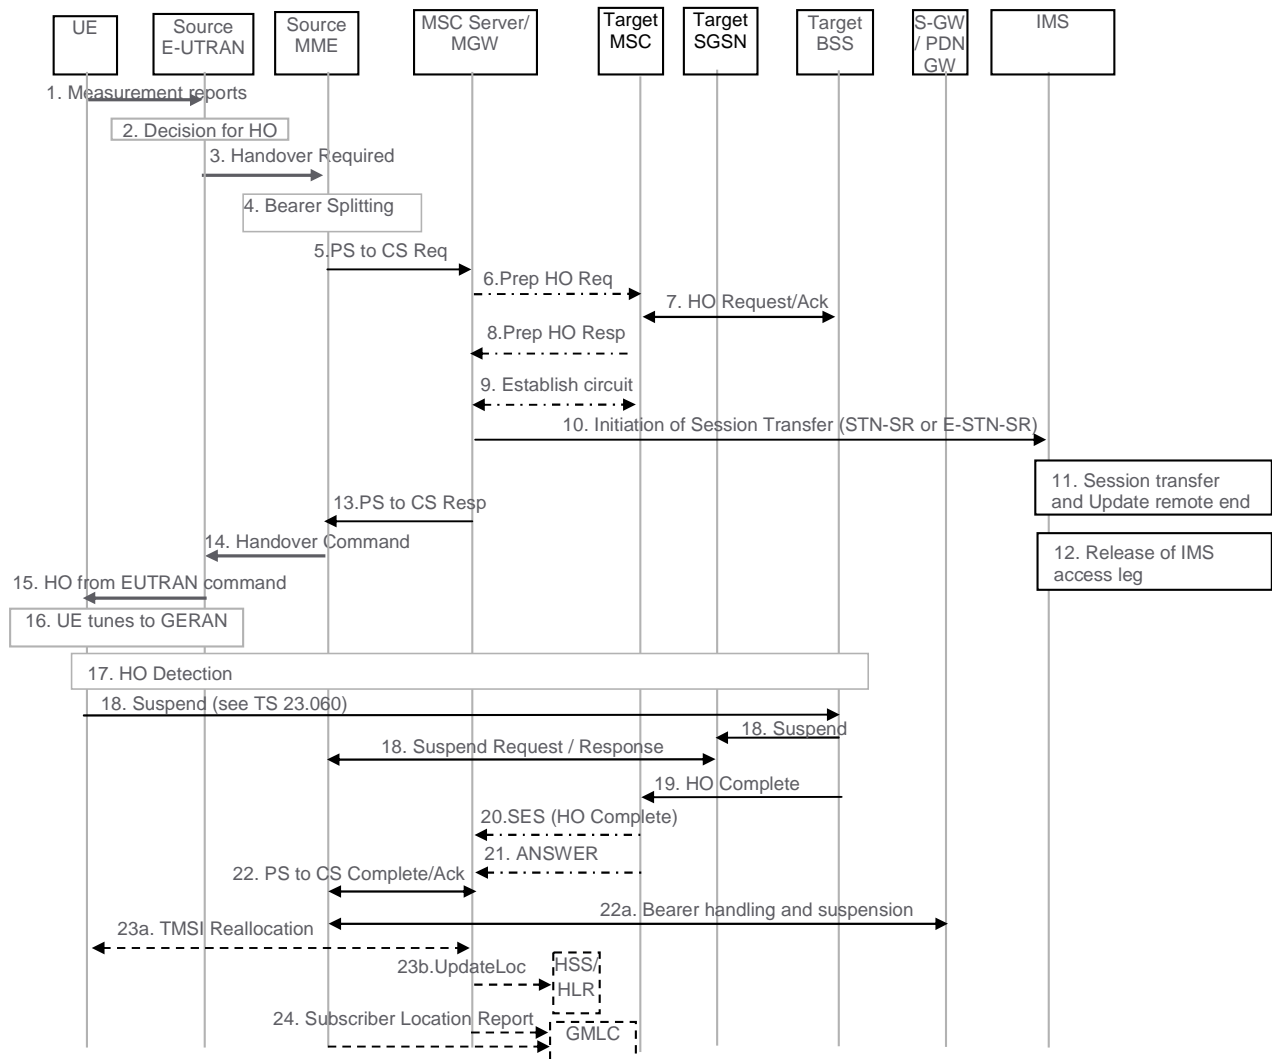 UE
Source
E-UTRAN
Source
MME
MSC Server/
MGW
Target
MSC
Target
SGSN
Target
BSS
S-GW
/ PDN
GW
IMS
1. Measurement reports
2. Decision for HO
3. Handover Required
4. Bearer Splitting
5.PS to CS Req
6.Prep HO Req
7. HO Request/Ack
8.Prep HO Resp
9. Establish circuit
10. Initiation of Session Transfer (STN-SR or E-STN-SR)
11. Session transfer
and Update remote end
13.PS to CS Resp
12. Release of IMS
access leg
14. Handover Command
15. HO from EUTRAN command
16. UE tunes to GERAN
17. HO Detection
18. Suspend (see TS 23.060)
18. Suspend
18. Suspend Request / Response
19. HO Complete
20.SES (HO Complete)
21. ANSWER
22. PS to CS Complete/Ack
22a. Bearer handling and suspension
23a. TMSI Reallocation
23b.UpdateLoc
HSS/
HLR
24. Subscriber Location Report
GMLC